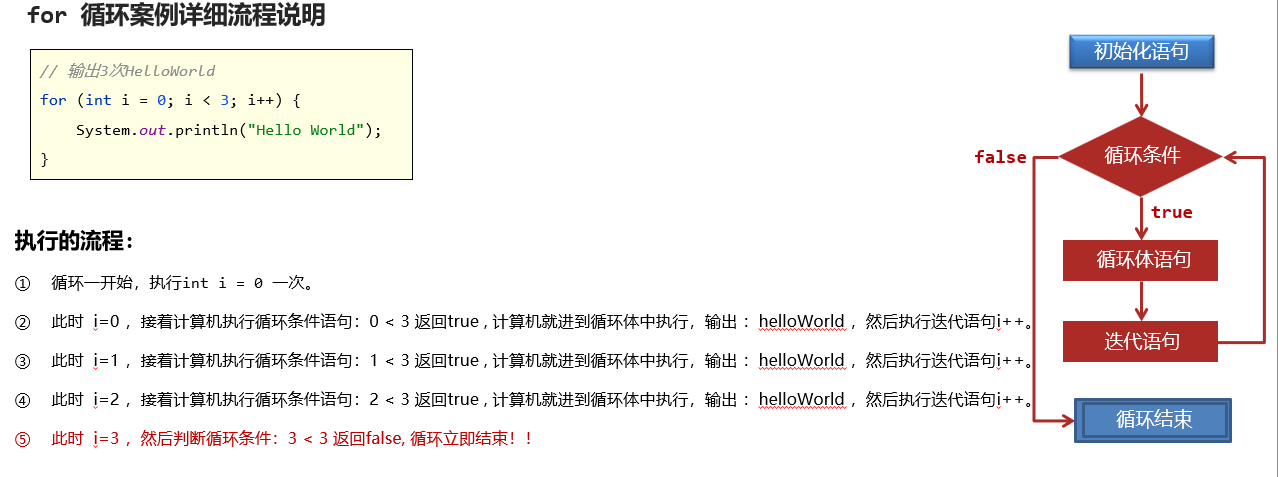 for 循环案例详细流程说明
// 输出3次HelloWorld
for (int i = 0; i < 3; i++) {
    System.out.println("Hello World");
}
执行的流程：
① 循环一开始，执行int i = 0 一次。
② 此时 i=0 ，接着计算机执行循环条件语句：0 < 3 返回true , 计算机就进到循环体中执行，输出 ：helloWorld ，然后执行迭代语句i++。
③ 此时 i=1 ，接着计算机执行循环条件语句：1 < 3 返回true , 计算机就进到循环体中执行，输出 ：helloWorld ，然后执行迭代语句i++。
④ 此时 i=2 ，接着计算机执行循环条件语句：2 < 3 返回true , 计算机就进到循环体中执行，输出 ：helloWorld ，然后执行迭代语句i++。
⑤ 此时 i=3 ，然后判断循环条件：3 < 3 返回false, 循环立即结束！！
初始化语句
false
循环条件
true
循环体语句
迭代语句
循环结束